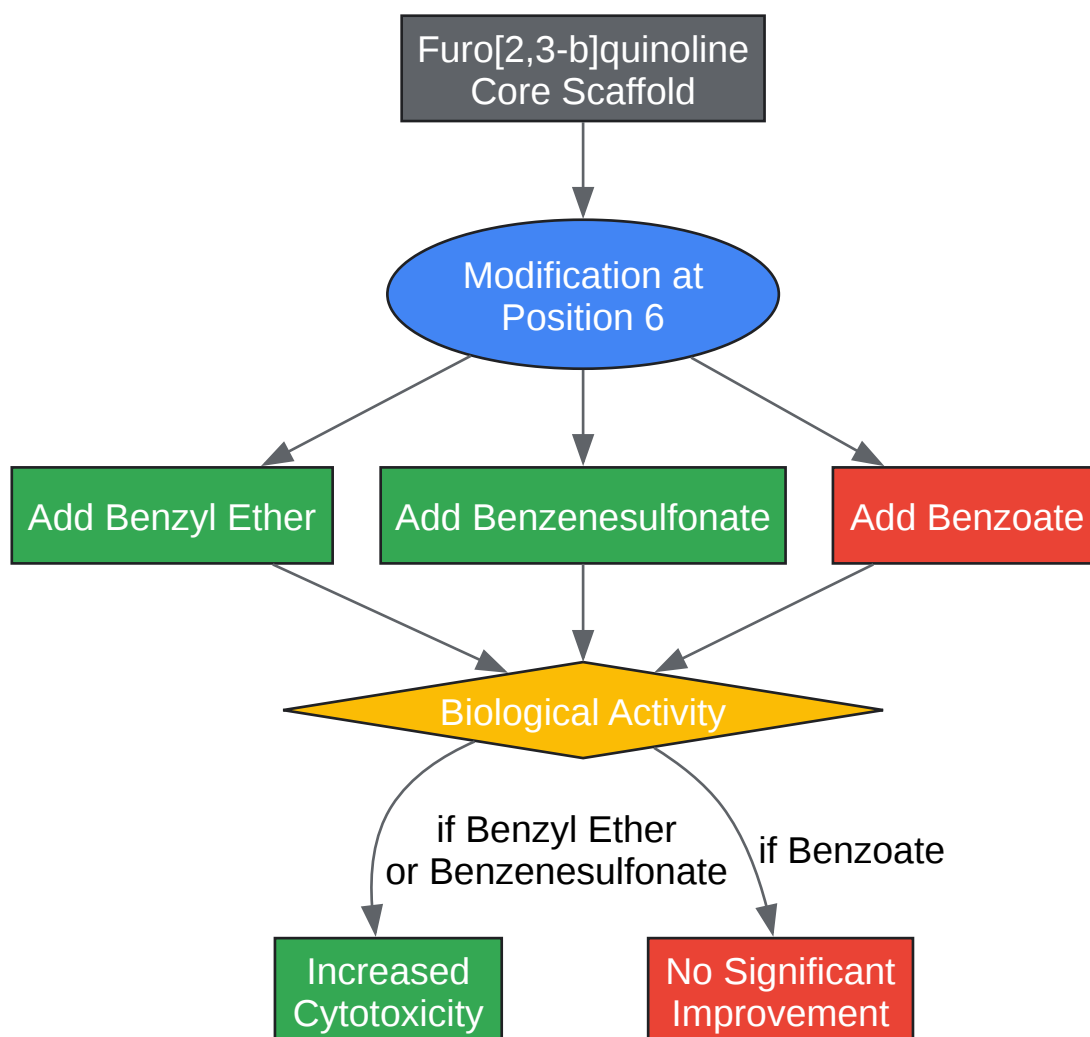 Furo[2,3-b]quinoline
Core Scaffold
Modification at
Position 6
Add Benzyl Ether
Add Benzenesulfonate
Add Benzoate
Biological Activity
if Benzyl Ether
or Benzenesulfonate
if Benzoate
Increased
Cytotoxicity
No Significant
Improvement